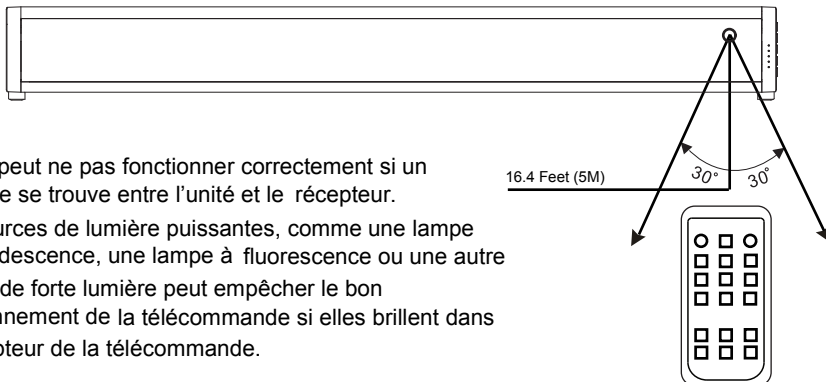 peut ne pas fonctionner correctement si un
e se trouve entre l’unité et le récepteur.
urces de lumière puissantes, comme une lampe
descence, une lampe à fluorescence ou une autre
de forte lumière peut empêcher le bon
nnement de la télécommande si elles brillent dans
pteur de la télécommande.
16.4 Feet (5M)
30° 30°